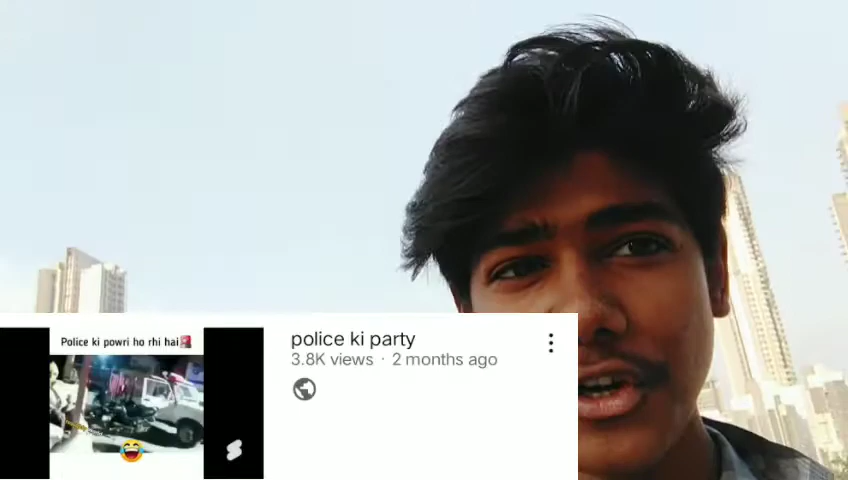 Police ki powri ho rhi hai🚨
police ki party
3.8K views · 2 months ago